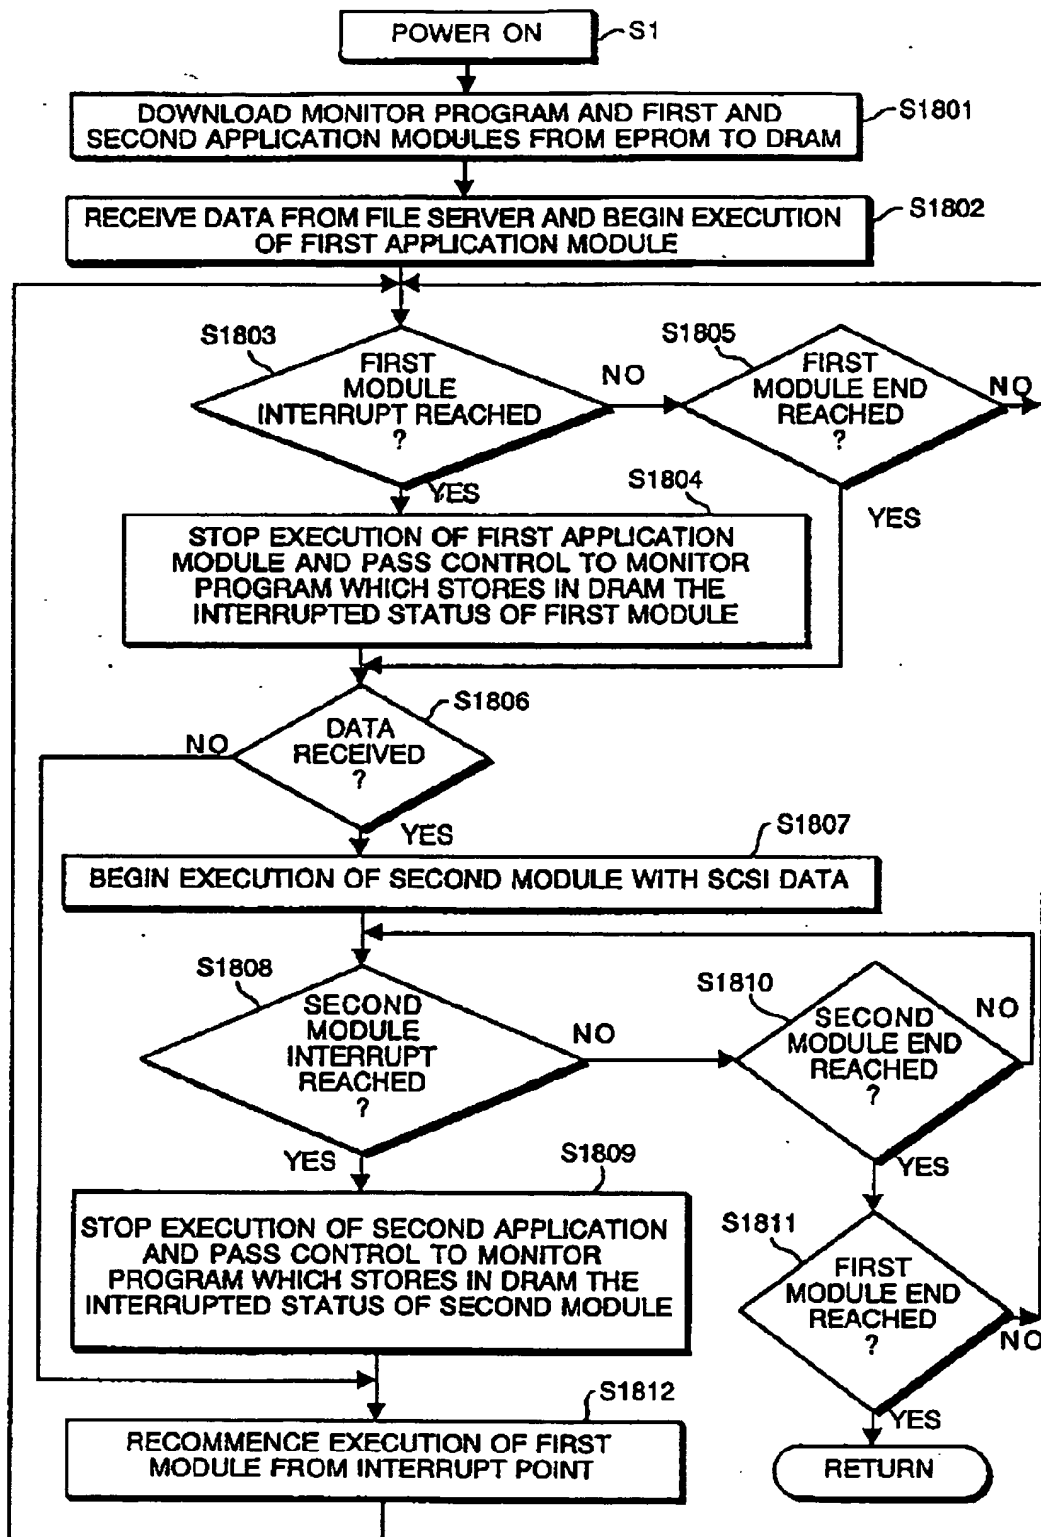 POWER ON
S1
DOWNLOAD MONITOR PROGRAM AND FIRST AND
SECOND APPLICATION MODULES FROM EPROM TO DRAM
S1801
RECEIVE DATA FROM FILE SERVER AND BEGIN EXECUTION
OF FIRST APPLICATION MODULE
S1802
S1803
FIRST
MODULE
INTERRUPT REACHED
?
NO
YES
S1805
FIRST
MODULE END
REACHED
?
NO
YES
S1804
STOP EXECUTION OF FIRST APPLICATION
MODULE AND PASS CONTROL TO MONITOR
PROGRAM WHICH STORES IN DRAM THE
INTERRUPTED STATUS OF FIRST MODULE
S1806
DATA
RECEIVED
?
NO
YES
S1807
BEGIN EXECUTION OF SECOND MODULE WITH SCSI DATA
S1808
SECOND
MODULE
INTERRUPT
REACHED
?
NO
YES
S1810
SECOND
MODULE END
REACHED
?
NO
YES
S1809
STOP EXECUTION OF SECOND APPLICATION
AND PASS CONTROL TO MONITOR
PROGRAM WHICH STORES IN DRAM THE
INTERRUPTED STATUS OF SECOND MODULE
S1811
FIRST
MODULE END
REACHED
?
NO
YES
S1812
RECOMMENCE EXECUTION OF FIRST
MODULE FROM INTERRUPT POINT
RETURN